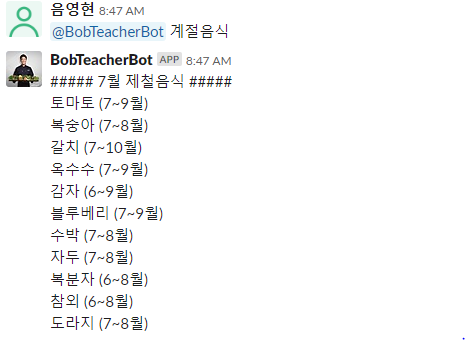 음영현 8:47 AM
@BobTeacherBot 계절음식
BobTeacherBot APP 8:47 AM
##### 7월 제철음식 #####
토마토 (7~9월)
복숭아 (7~8월)
갈치 (7~10월)
옥수수 (7~9월)
감자 (6~9월)
블루베리 (7~9월)
수박 (7~8월)
자두 (7~8월)
복분자 (6~8월)
참외 (6~8월)
도라지 (7~8월)